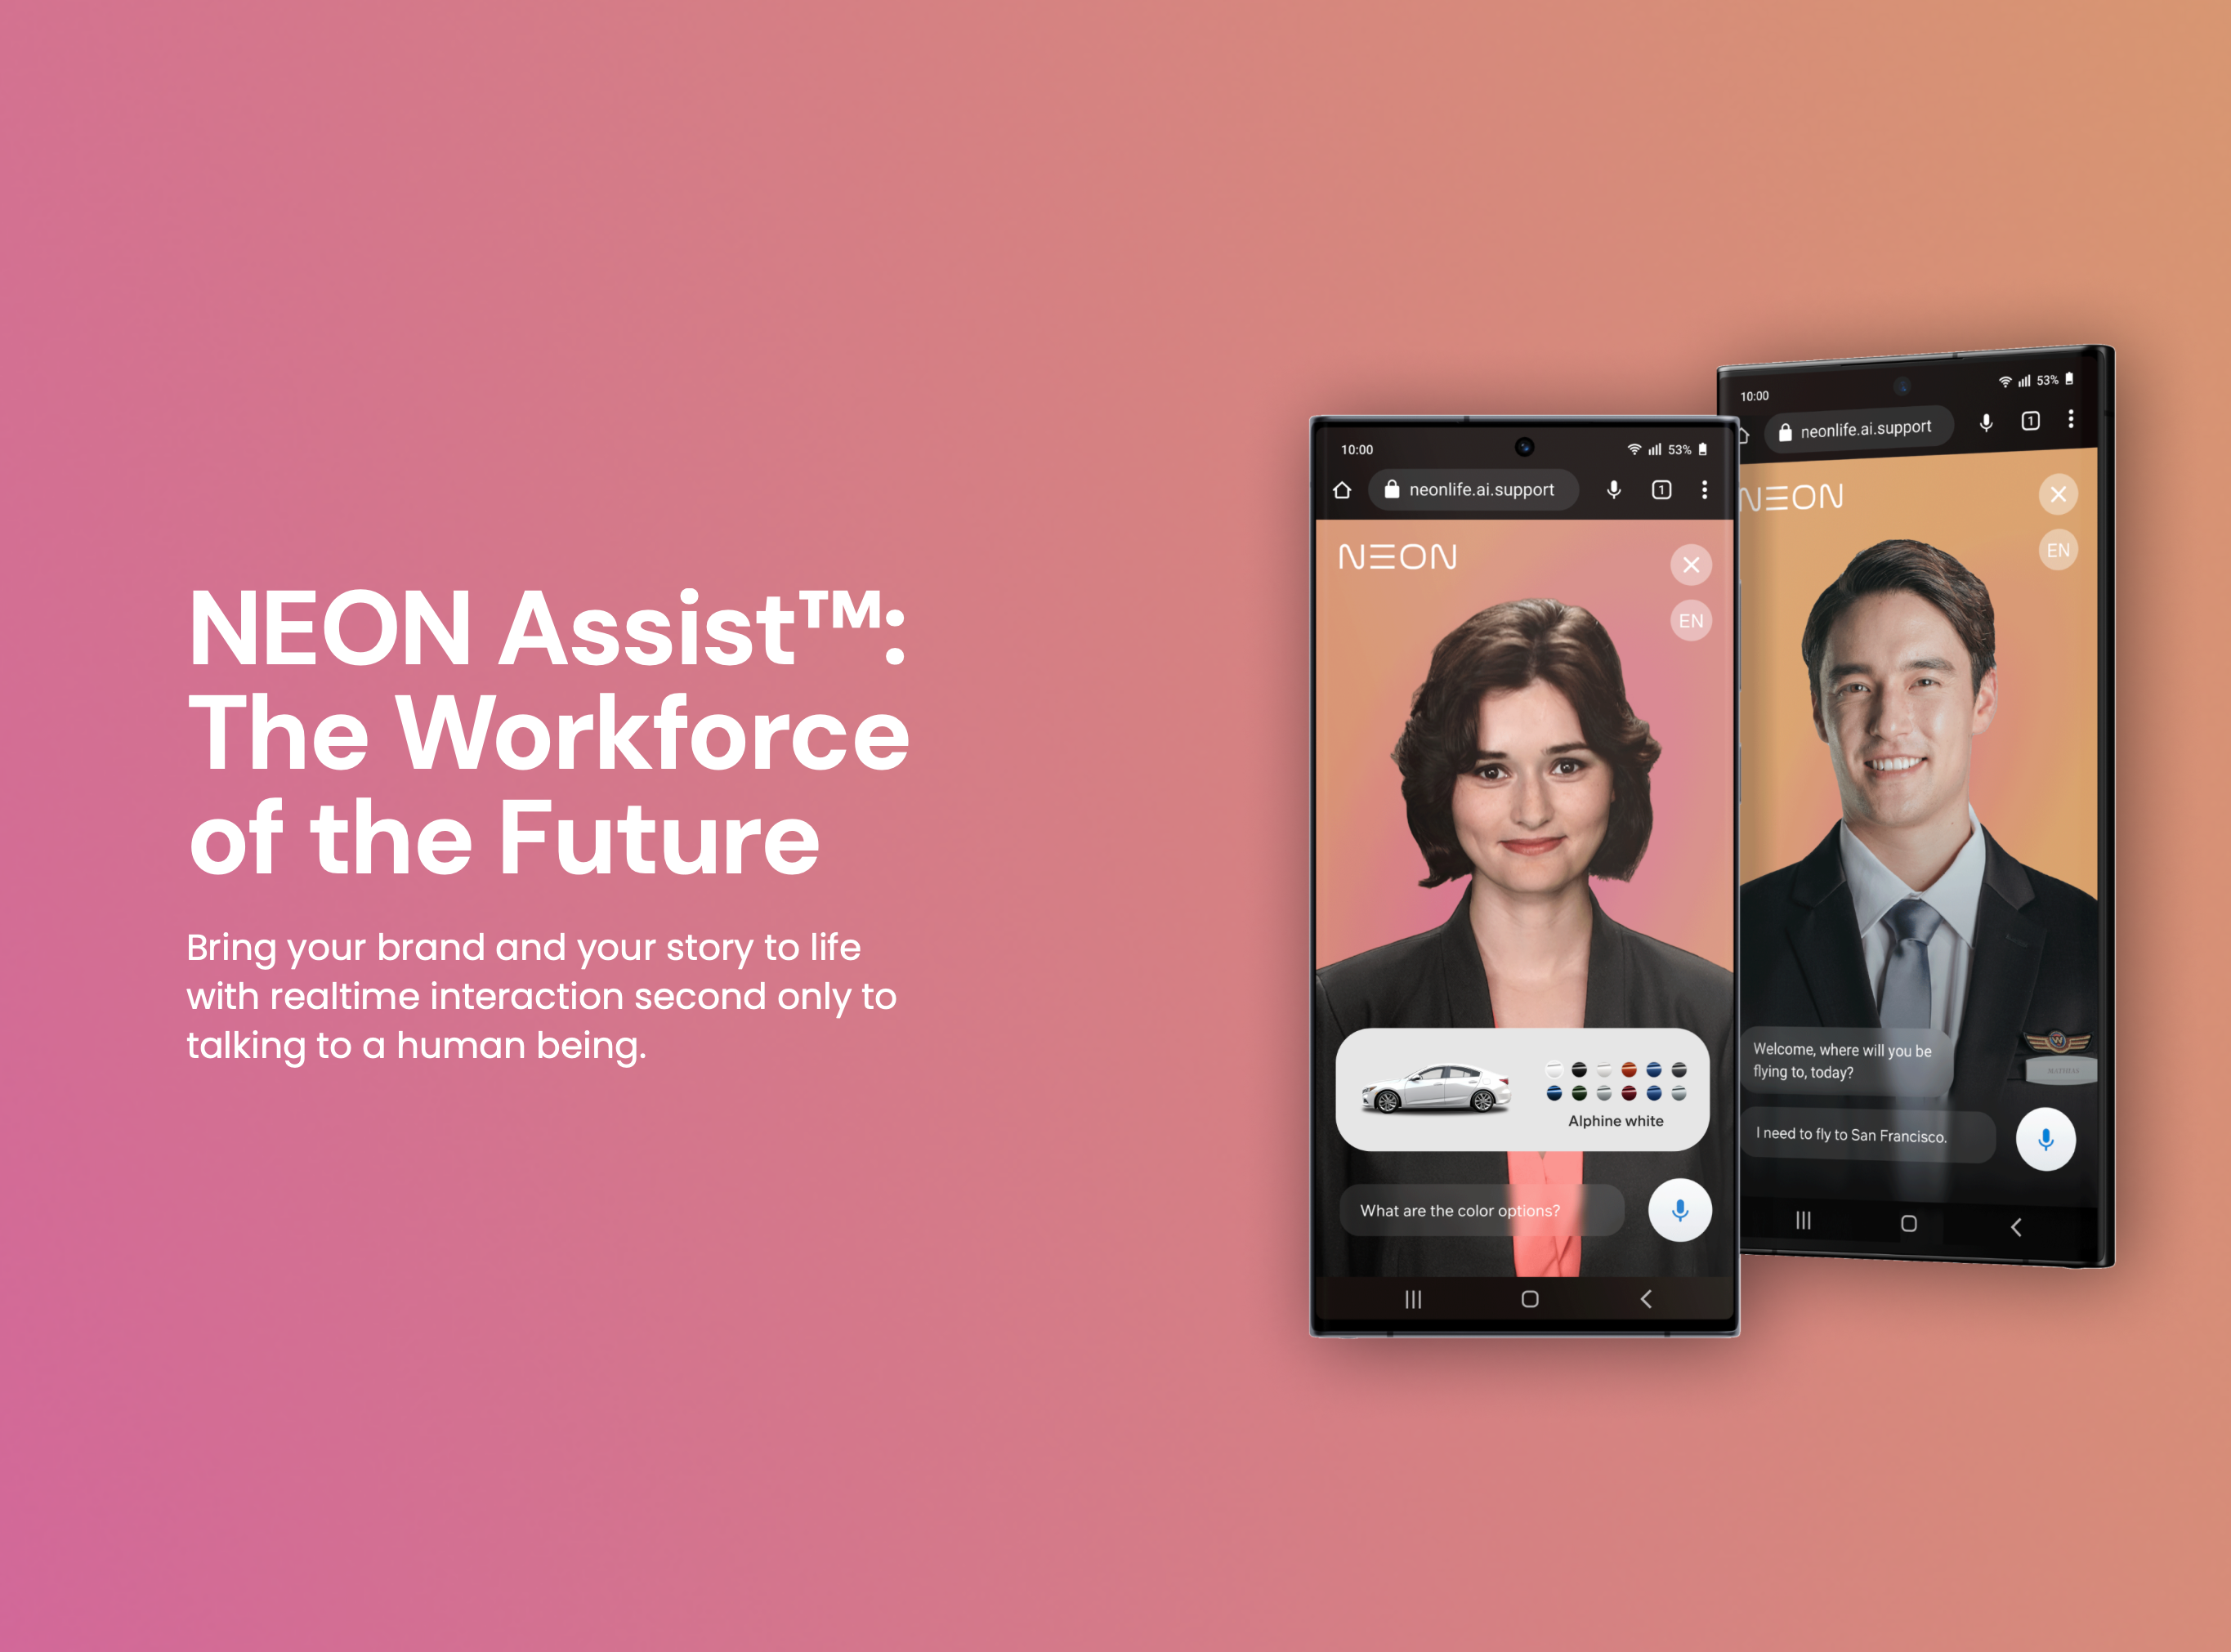 NEON Assist™:
The Workforce
of the Future
Bring your brand and your story to life
with realtime interaction second only to
talking to a human being.
10:00
53%
neonlife.ai.support
1
NEON
EN
Alphine white
What are the color options?
10:00
53%
neonlife.ai.support
1
NEON
EN
W
Welcome, where will you be
flying to, today?
I need to fly to San Francisco.